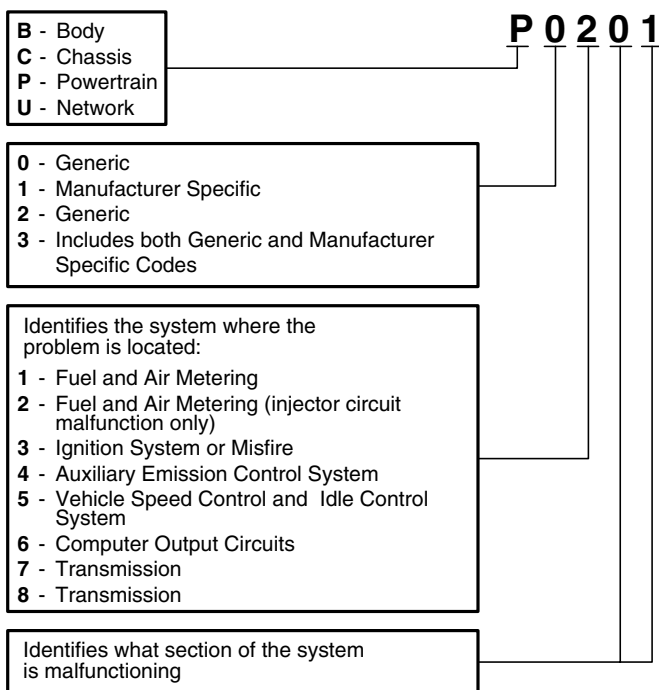 P 0 2 0 1
B - Body
C - Chassis
P - Powertrain
U - Network
0 - Generic
1 - Manufacturer Specific
2 - Generic
3 - Includes both Generic and Manufacturer
Specific Codes
Identifies the system where the
problem is located:
1 - Fuel and Air Metering
2 - Fuel and Air Metering (injector circuit
malfunction only)
3 - Ignition System or Misfire
4 - Auxiliary Emission Control System
5 - Vehicle Speed Control and Idle Control
System
6 - Computer Output Circuits
7 - Transmission
8 - Transmission
Identifies what section of the system
is malfunctioning